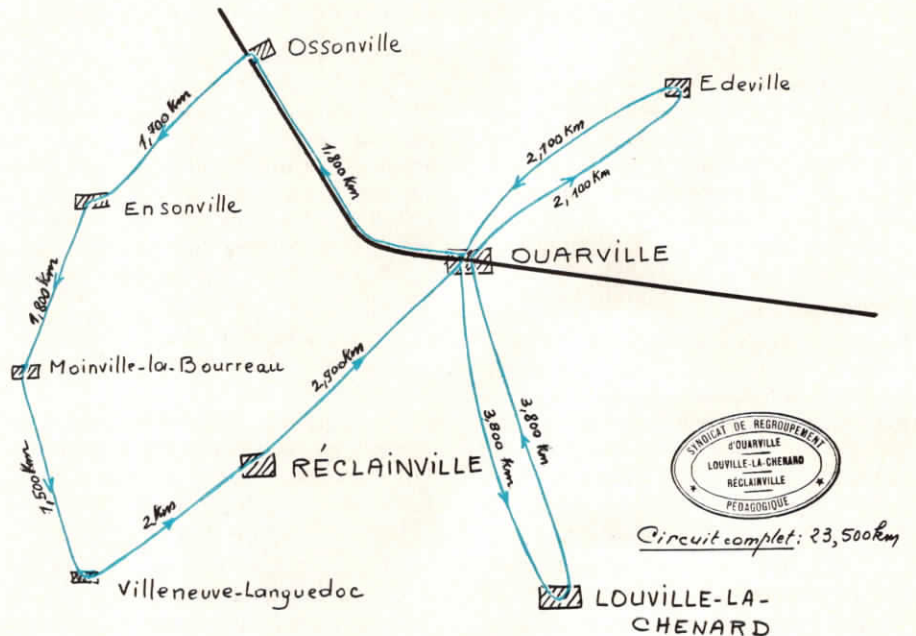 Ossonville
Edeville
1,700 Km
1,800 Km
2,100 Km
2,100 Km
Ensonville
OUARVILLE
1,800 Km
Moinville-la-Bourreau
2,900 Km
3,800 Km
3,800 Km
RÉCLAINVILLE
1,500 Km
2 Km
SYNDICAT DE REGROUPEMENT
d'OUARVILLE
LOUVILLE-LA-CHENARD
RÉCLAINVILLE
PEDAGOGIQUE
Circuit complet: 23,500 km
Villeneuve-Languedoc
LOUVILLE-LA-
CHENARD